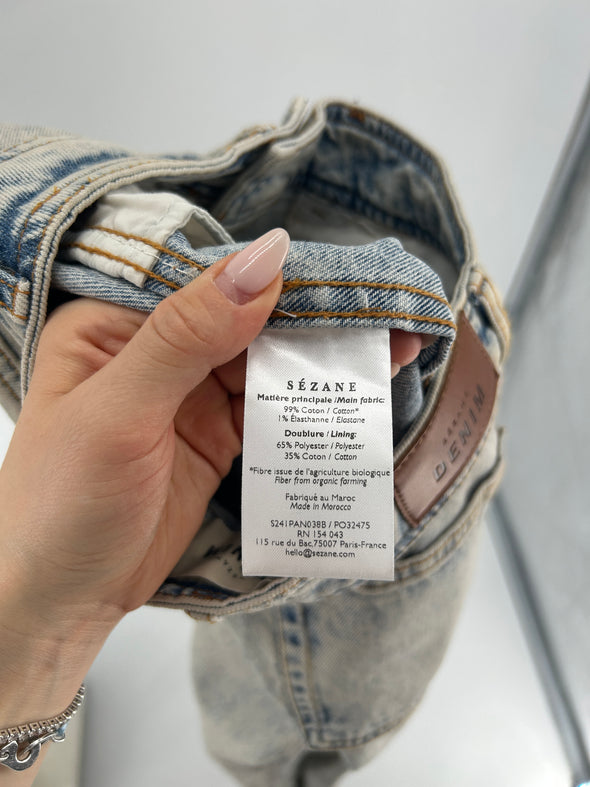 SÉZANE
Matière principale /Main fabric:
99% Coton / Cotton*
1% Élasthanne / Elastane
Doublure / Lining:
65% Polyester / Polyester
35% Coton / Cotton
*Fibre issue de l'agriculture biologique
Fiber from organic farming
Fabriqué au Maroc
Made in Morocco
S241PAN038B / PO32475
RN 154 043
115 rue du Bac,75007 Paris-France
hello@sezane.com
DENIM